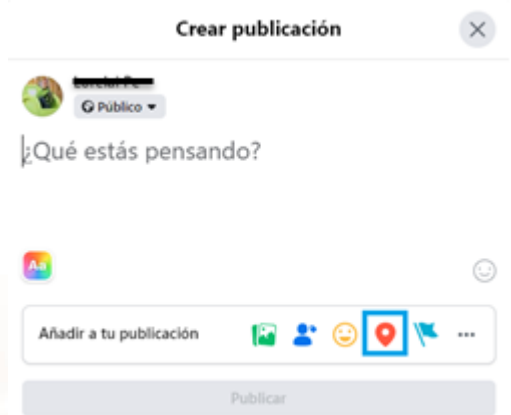 Crear publicación
Público
¿Qué estás pensando?
Aa
Añadir a tu publicación
Publicar